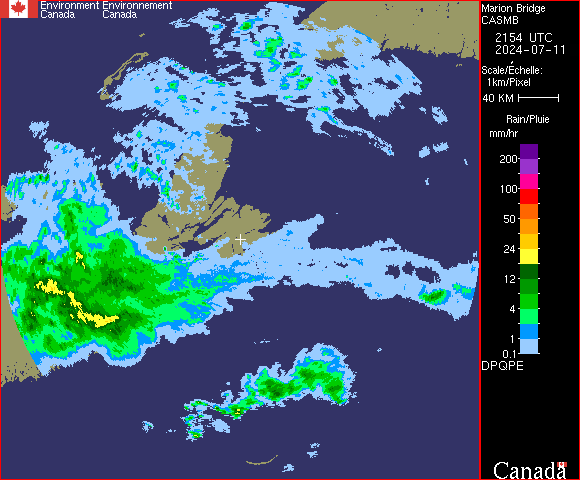 Environment Environnement
Canada Canada
Marion Bridge
CASMB
2154 UTC
2024-07-11
Scale/Échelle:
1km/Pixel
40 KM
Rain/Pluie
mm/hr
200
100
50
24
12
4
1
0.1
DPQPE
Canada